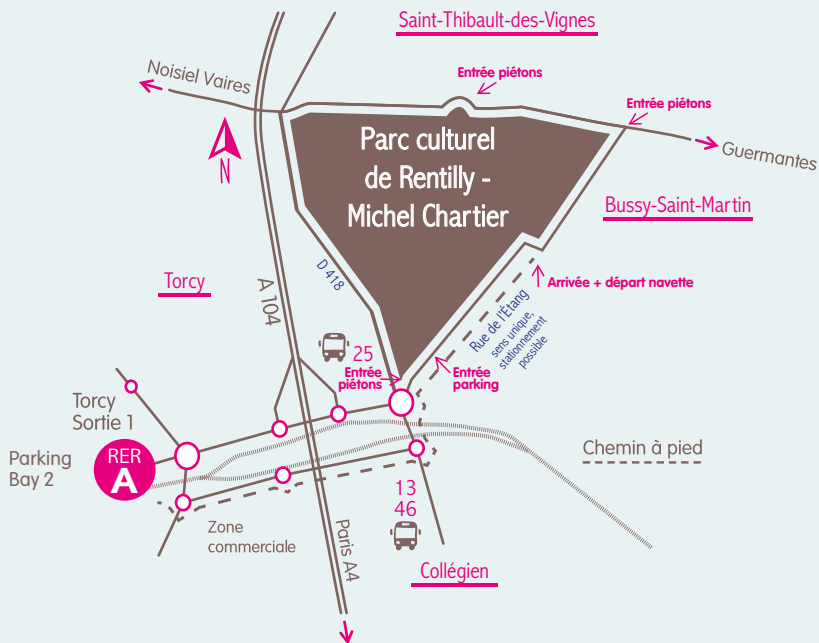 Saint-Thibault-des-Vignes
Noisiel Vaires
Entrée piétons
Entrée piétons
Guermantes
N
Parc culturel
de Rentilly -
Michel Chartier
Bussy-Saint-Martin
Torcy
A 104
D 418
Arrivée + départ navette
Rue de l'Étang
sens unique,
stationnement
possible
25
Entrée
piétons
Entrée
parking
Torcy
Sortie 1
Parking
Bay 2
RER
A
Chemin à pied
13
46
Zone
commerciale
Paris A4
Collégien